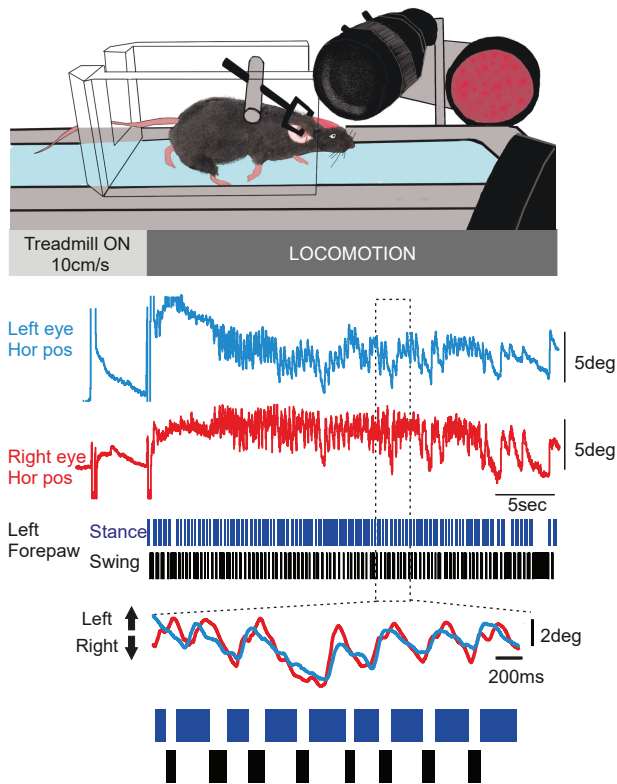 Treadmill ON
10cm/s
LOCOMOTION
Left eye
Hor pos
5deg
Right eye
Hor pos
5deg
5sec
Left
Forepaw
Stance
Swing
Left
Right
2deg
200ms